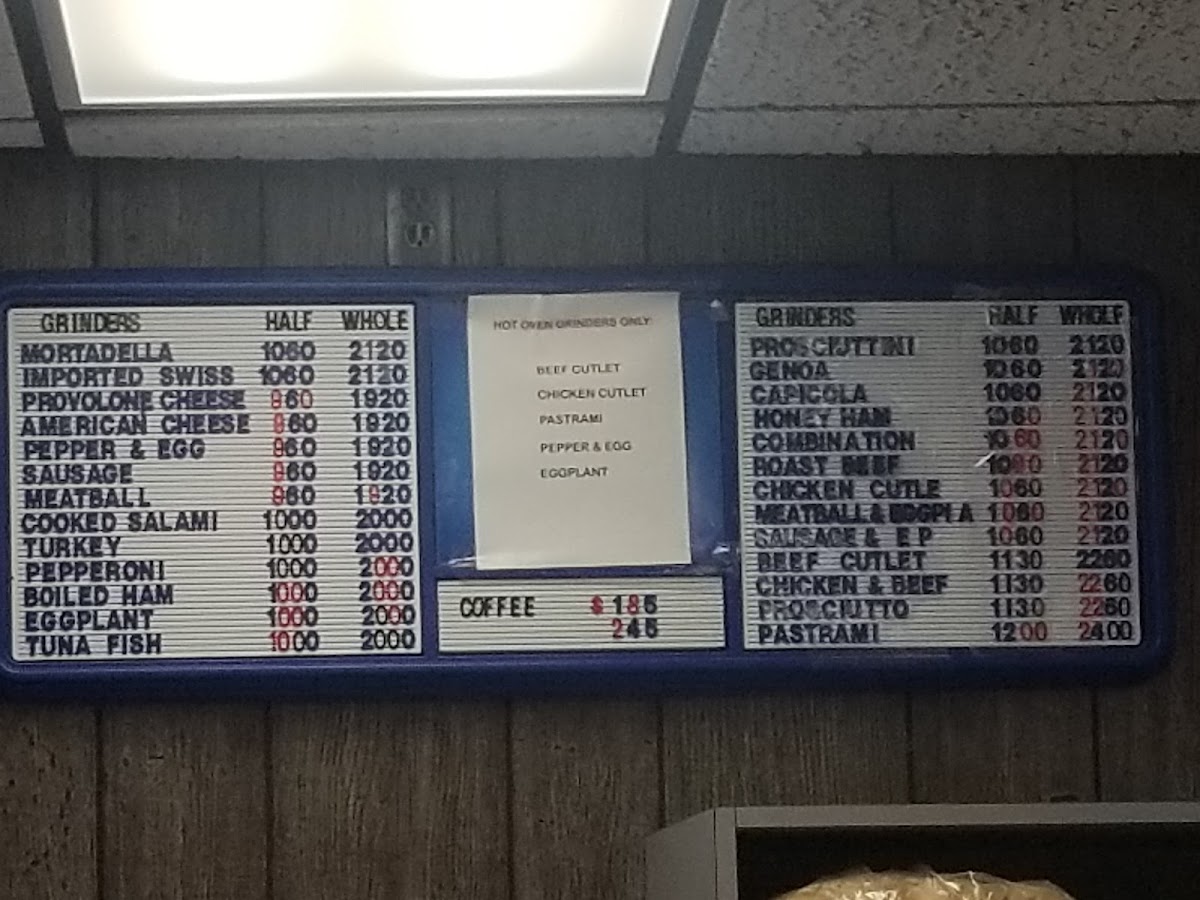 GRINDERS HALF WHOLE
MORTADELLA 1060 2120
IMPORTED SWISS 1060 2120
PROVOLONE CHEESE 960 1920
AMERICAN CHEESE 960 1920
PEPPER & EGG 960 1920
SAUSAGE 960 1920
MEATBALL 960 1920
COOKED SALAMI 1000 2000
TURKEY 1000 2000
PEPPERONI 1000 2000
BOILED HAM 1000 2000
EGGPLANT 1000 2000
TUNA FISH 1000 2000
HOT OVEN GRINDERS ONLY
BEEF CUTLET
CHICKEN CUTLET
PASTRAMI
PEPPER & EGG
EGGPLANT
COFFEE $185
245
GRINDERS HALF WHOLE
PROSCIUTTINI 1060 2120
GENOA 1060 2120
CAPICOLA 1060 2120
HONEY HAM 1060 2120
COMBINATION 1060 2120
ROAST BEEF 1060 2120
CHICKEN CUTLE 1060 2120
MEATBALL & EGGPLA 1060 2120
SAUSAGE & E P 1060 2120
BEEF CUTLET 1130 2260
CHICKEN & BEEF 1130 2260
PROSCIUTTO 1130 2260
PASTRAMI 1200 2400